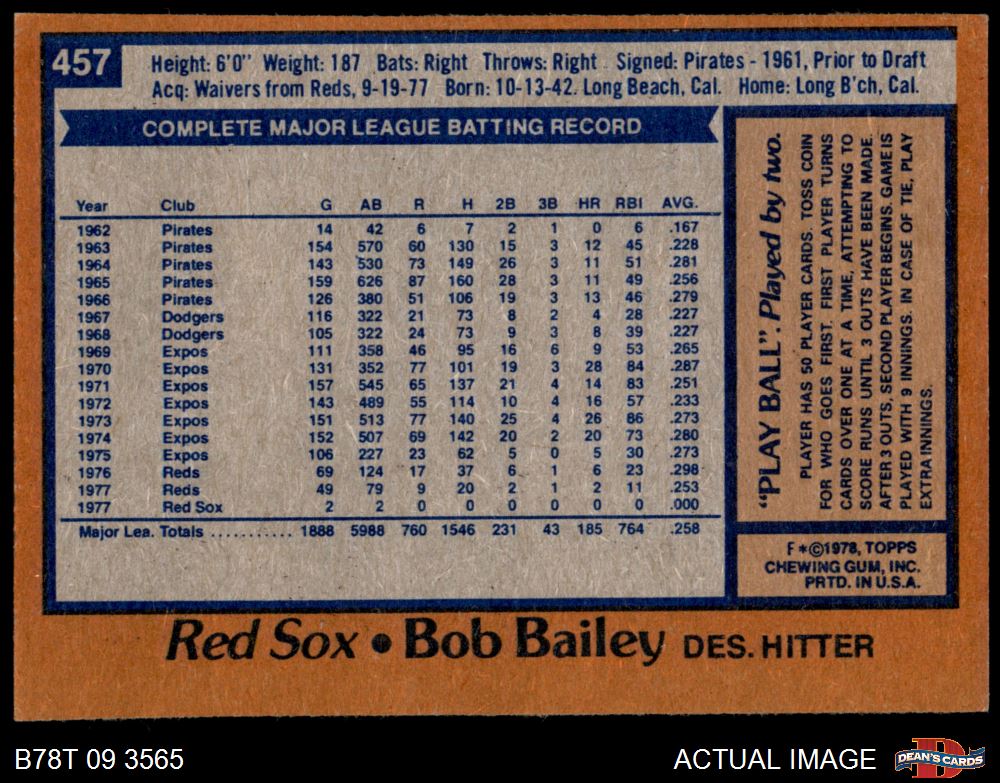 457
Height: 6'0" Weight: 187 Bats: Right Throws: Right Signed: Pirates - 1961, Prior to Draft
Acq: Waivers from Reds, 9-19-77 Born: 10-13-42. Long Beach, Cal. Home: Long B'ch, Cal.
COMPLETE MAJOR LEAGUE BATTING RECORD
Year Club G AB R H 2B 3B HR RBI AVG.
1962 Pirates 14 42 6 7 2 1 0 6 .167
1963 Pirates 154 570 60 130 15 3 12 45 .228
1964 Pirates 143 530 73 149 26 3 11 51 .281
1965 Pirates 159 626 87 160 28 3 11 49 .256
1966 Pirates 126 380 51 106 19 3 13 46 .279
1967 Dodgers 116 322 21 73 8 2 4 28 .227
1968 Dodgers 105 322 24 73 9 3 8 39 .227
1969 Expos 111 358 46 95 16 6 9 53 .265
1970 Expos 131 352 77 101 19 3 28 84 .287
1971 Expos 157 545 65 137 21 4 14 83 .251
1972 Expos 143 489 55 114 10 4 16 57 .233
1973 Expos 151 513 77 140 25 4 26 86 .273
1974 Expos 152 507 69 142 20 2 20 73 .280
1975 Expos 106 227 23 62 5 0 5 30 .273
1976 Reds 69 124 17 37 6 1 6 23 .298
1977 Reds 49 79 9 20 2 1 2 11 .253
1977 Red Sox 2 2 0 0 0 0 0 0 .000
Major Lea. Totals ........... 1888 5988 760 1546 231 43 185 764 .258
"PLAY BALL". Played by two.
PLAYER HAS 50 PLAYER CARDS. TOSS COIN
FOR WHO GOES FIRST. FIRST PLAYER TURNS
CARDS OVER ONE AT A TIME, ATTEMPTING TO
SCORE RUNS UNTIL 3 OUTS HAVE BEEN MADE.
AFTER 3 OUTS, SECOND PLAYER BEGINS. GAME IS
PLAYED WITH 9 INNINGS. IN CASE OF TIE, PLAY
EXTRA INNINGS.
F*©1978, TOPPS
CHEWING GUM, INC.
PRTD. IN U.S.A.
Red Sox • Bob Bailey DES. HITTER
B78T 09 3565
ACTUAL IMAGE
D
DEAN'S CARDS